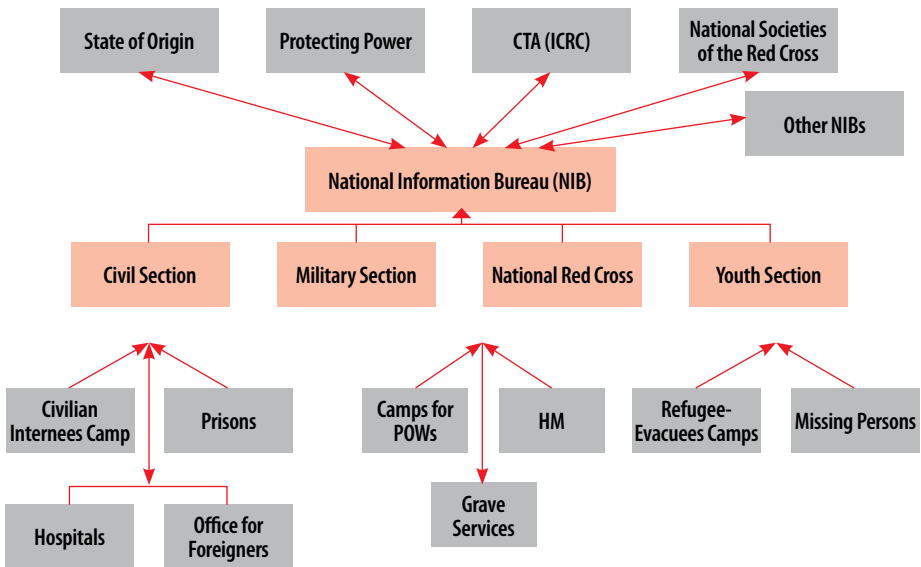 State of Origin
Protecting Power
CTA (ICRC)
National Societies
of the Red Cross
Other NIBs
National Information Bureau (NIB)
Civil Section
Military Section
National Red Cross
Youth Section
Civilian
Internees Camp
Prisons
Camps for
POWs
HM
Refugee-
Evacuees Camps
Missing Persons
Hospitals
Office for
Foreigners
Grave
Services